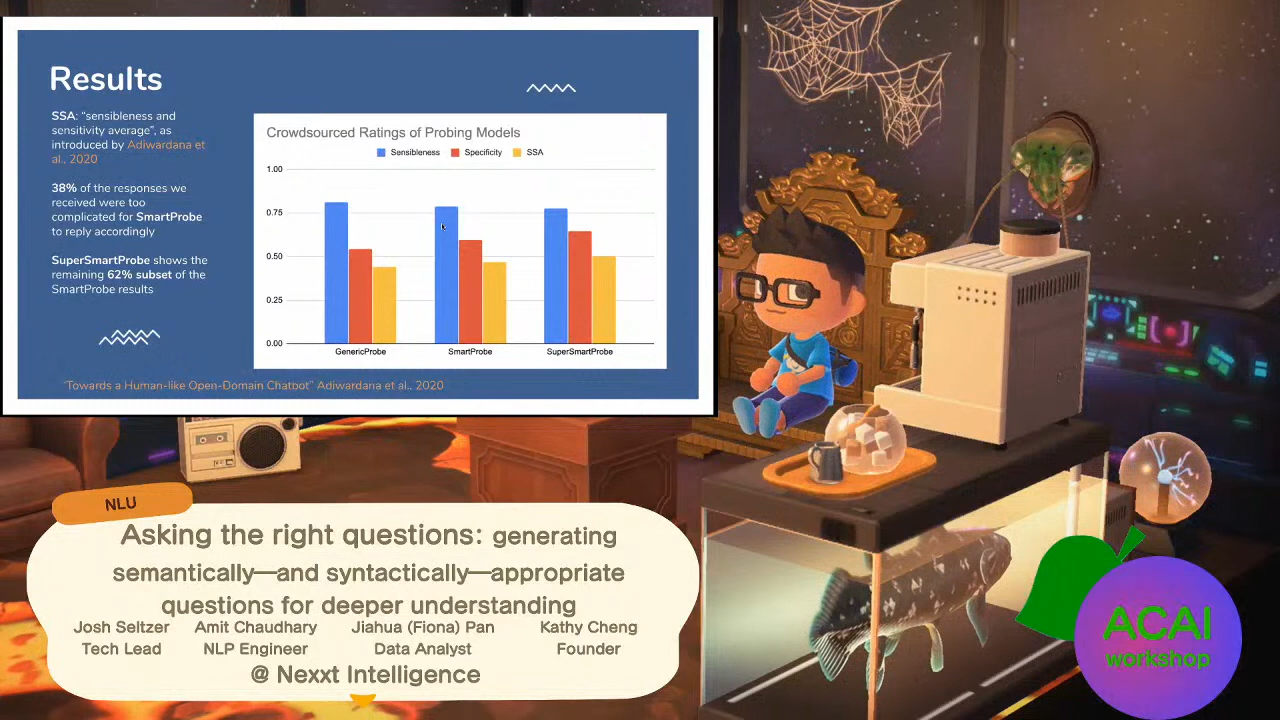 Results
SSA: “sensibleness and
sensitivity average”, as
introduced by Adiwardana et
al., 2020
38% of the responses we
received were too
complicated for SmartProbe
to reply accordingly
SuperSmartProbe shows the
remaining 62% subset of the
SmartProbe results
Crowdsourced Ratings of Probing Models
Sensibleness Specificity SSA
1.00
0.75
0.50
0.25
0.00
GenericProbe SmartProbe SuperSmartProbe
"Towards a Human-like Open-Domain Chatbot" Adiwardana et al., 2020
NLU
Asking the right questions: generating
semantically—and syntactically—appropriate
questions for deeper understanding
Josh Seltzer Amit Chaudhary Jiahua (Fiona) Pan Kathy Cheng
Tech Lead NLP Engineer Data Analyst Founder
@ Nexxt Intelligence
ACAI
workshop